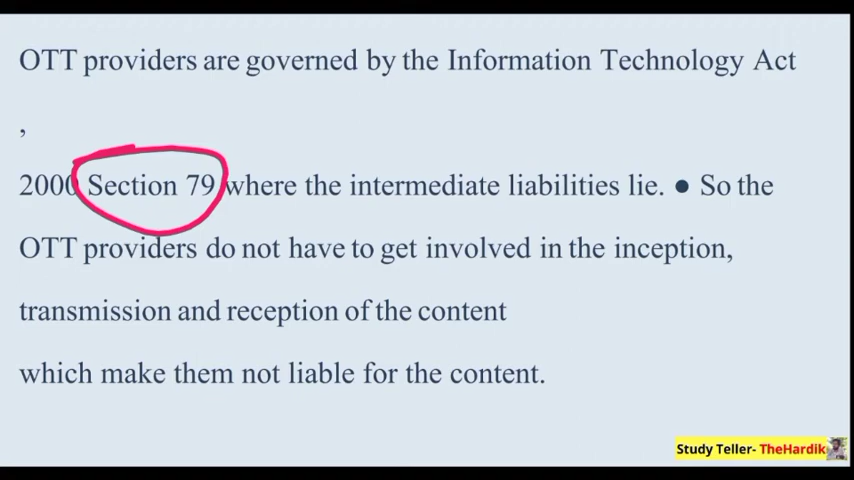 OTT providers are governed by the Information Technology Act
,
2000 Section 79 where the intermediate liabilities lie. ● So the
OTT providers do not have to get involved in the inception,
transmission and reception of the content
which make them not liable for the content.
Study Teller- TheHardik